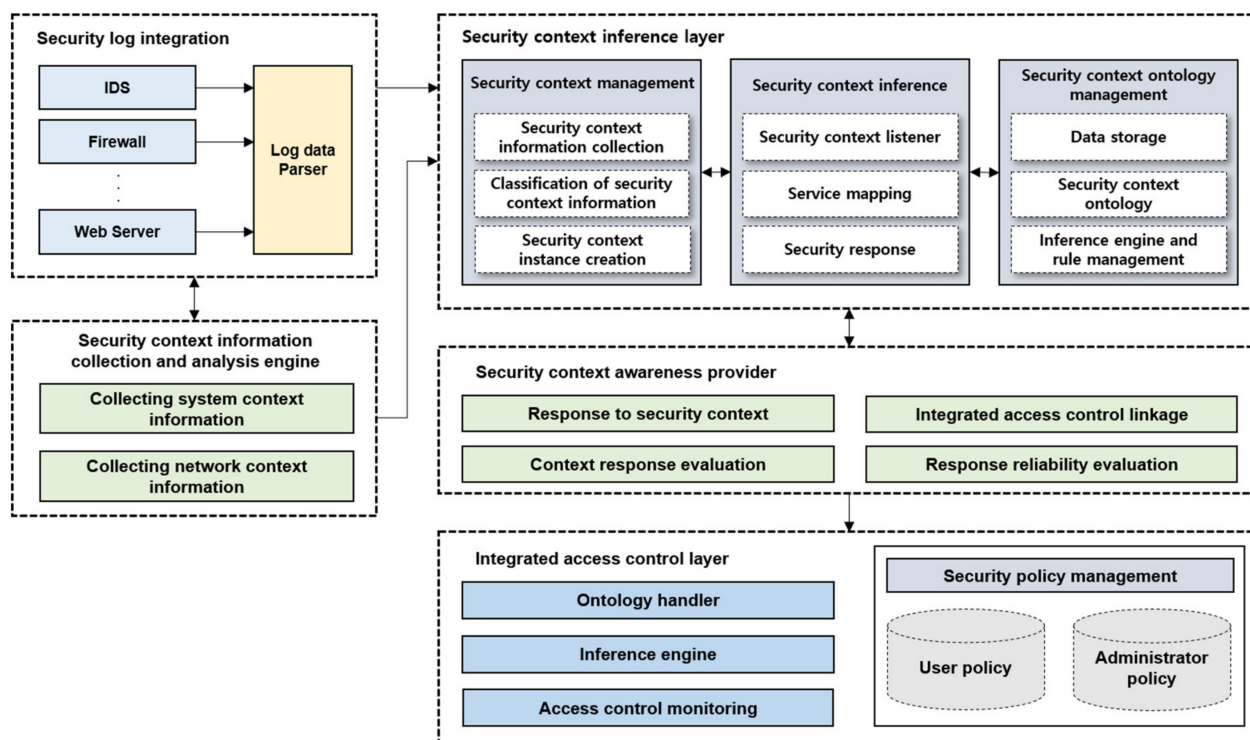 Security log integration
IDS
Firewall
Web Server
Log data
Parser
Security context information
collection and analysis engine
Collecting system context
information
Collecting network context
information
Security context inference layer
Security context management
Security context
information collection
Classification of security
context information
Security context
instance creation
Security context inference
Security context listener
Service mapping
Security response
Security context ontology
management
Data storage
Security context
ontology
Inference engine and
rule management
Security context awareness provider
Response to security context
Integrated access control linkage
Context response evaluation
Response reliability evaluation
Integrated access control layer
Ontology handler
Inference engine
Access control monitoring
Security policy management
User policy
Administrator
policy